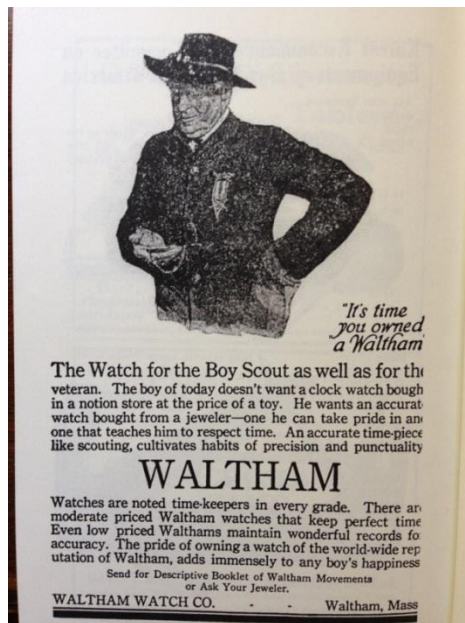 "It's time
you owned
a Waltham"
The Watch for the Boy Scout as well as for the
veteran. The boy of today doesn't want a clock watch bough
in a notion store at the price of a toy. He wants an accurat
watch bought from a jeweler—one he can take pride in and
one that teaches him to respect time. An accurate time-piece
like scouting, cultivates habits of precision and punctuality
WALTHAM
Watches are noted time-keepers in every grade. There are
moderate priced Waltham watches that keep perfect time
Even low priced Walthams maintain wonderful records fo
accuracy. The pride of owning a watch of the world-wide rep
utation of Waltham, adds immensely to any boy's happiness
Send for Descriptive Booklet of Waltham Movements
or Ask Your Jeweler.
WALTHAM WATCH CO. - - Waltham, Mass